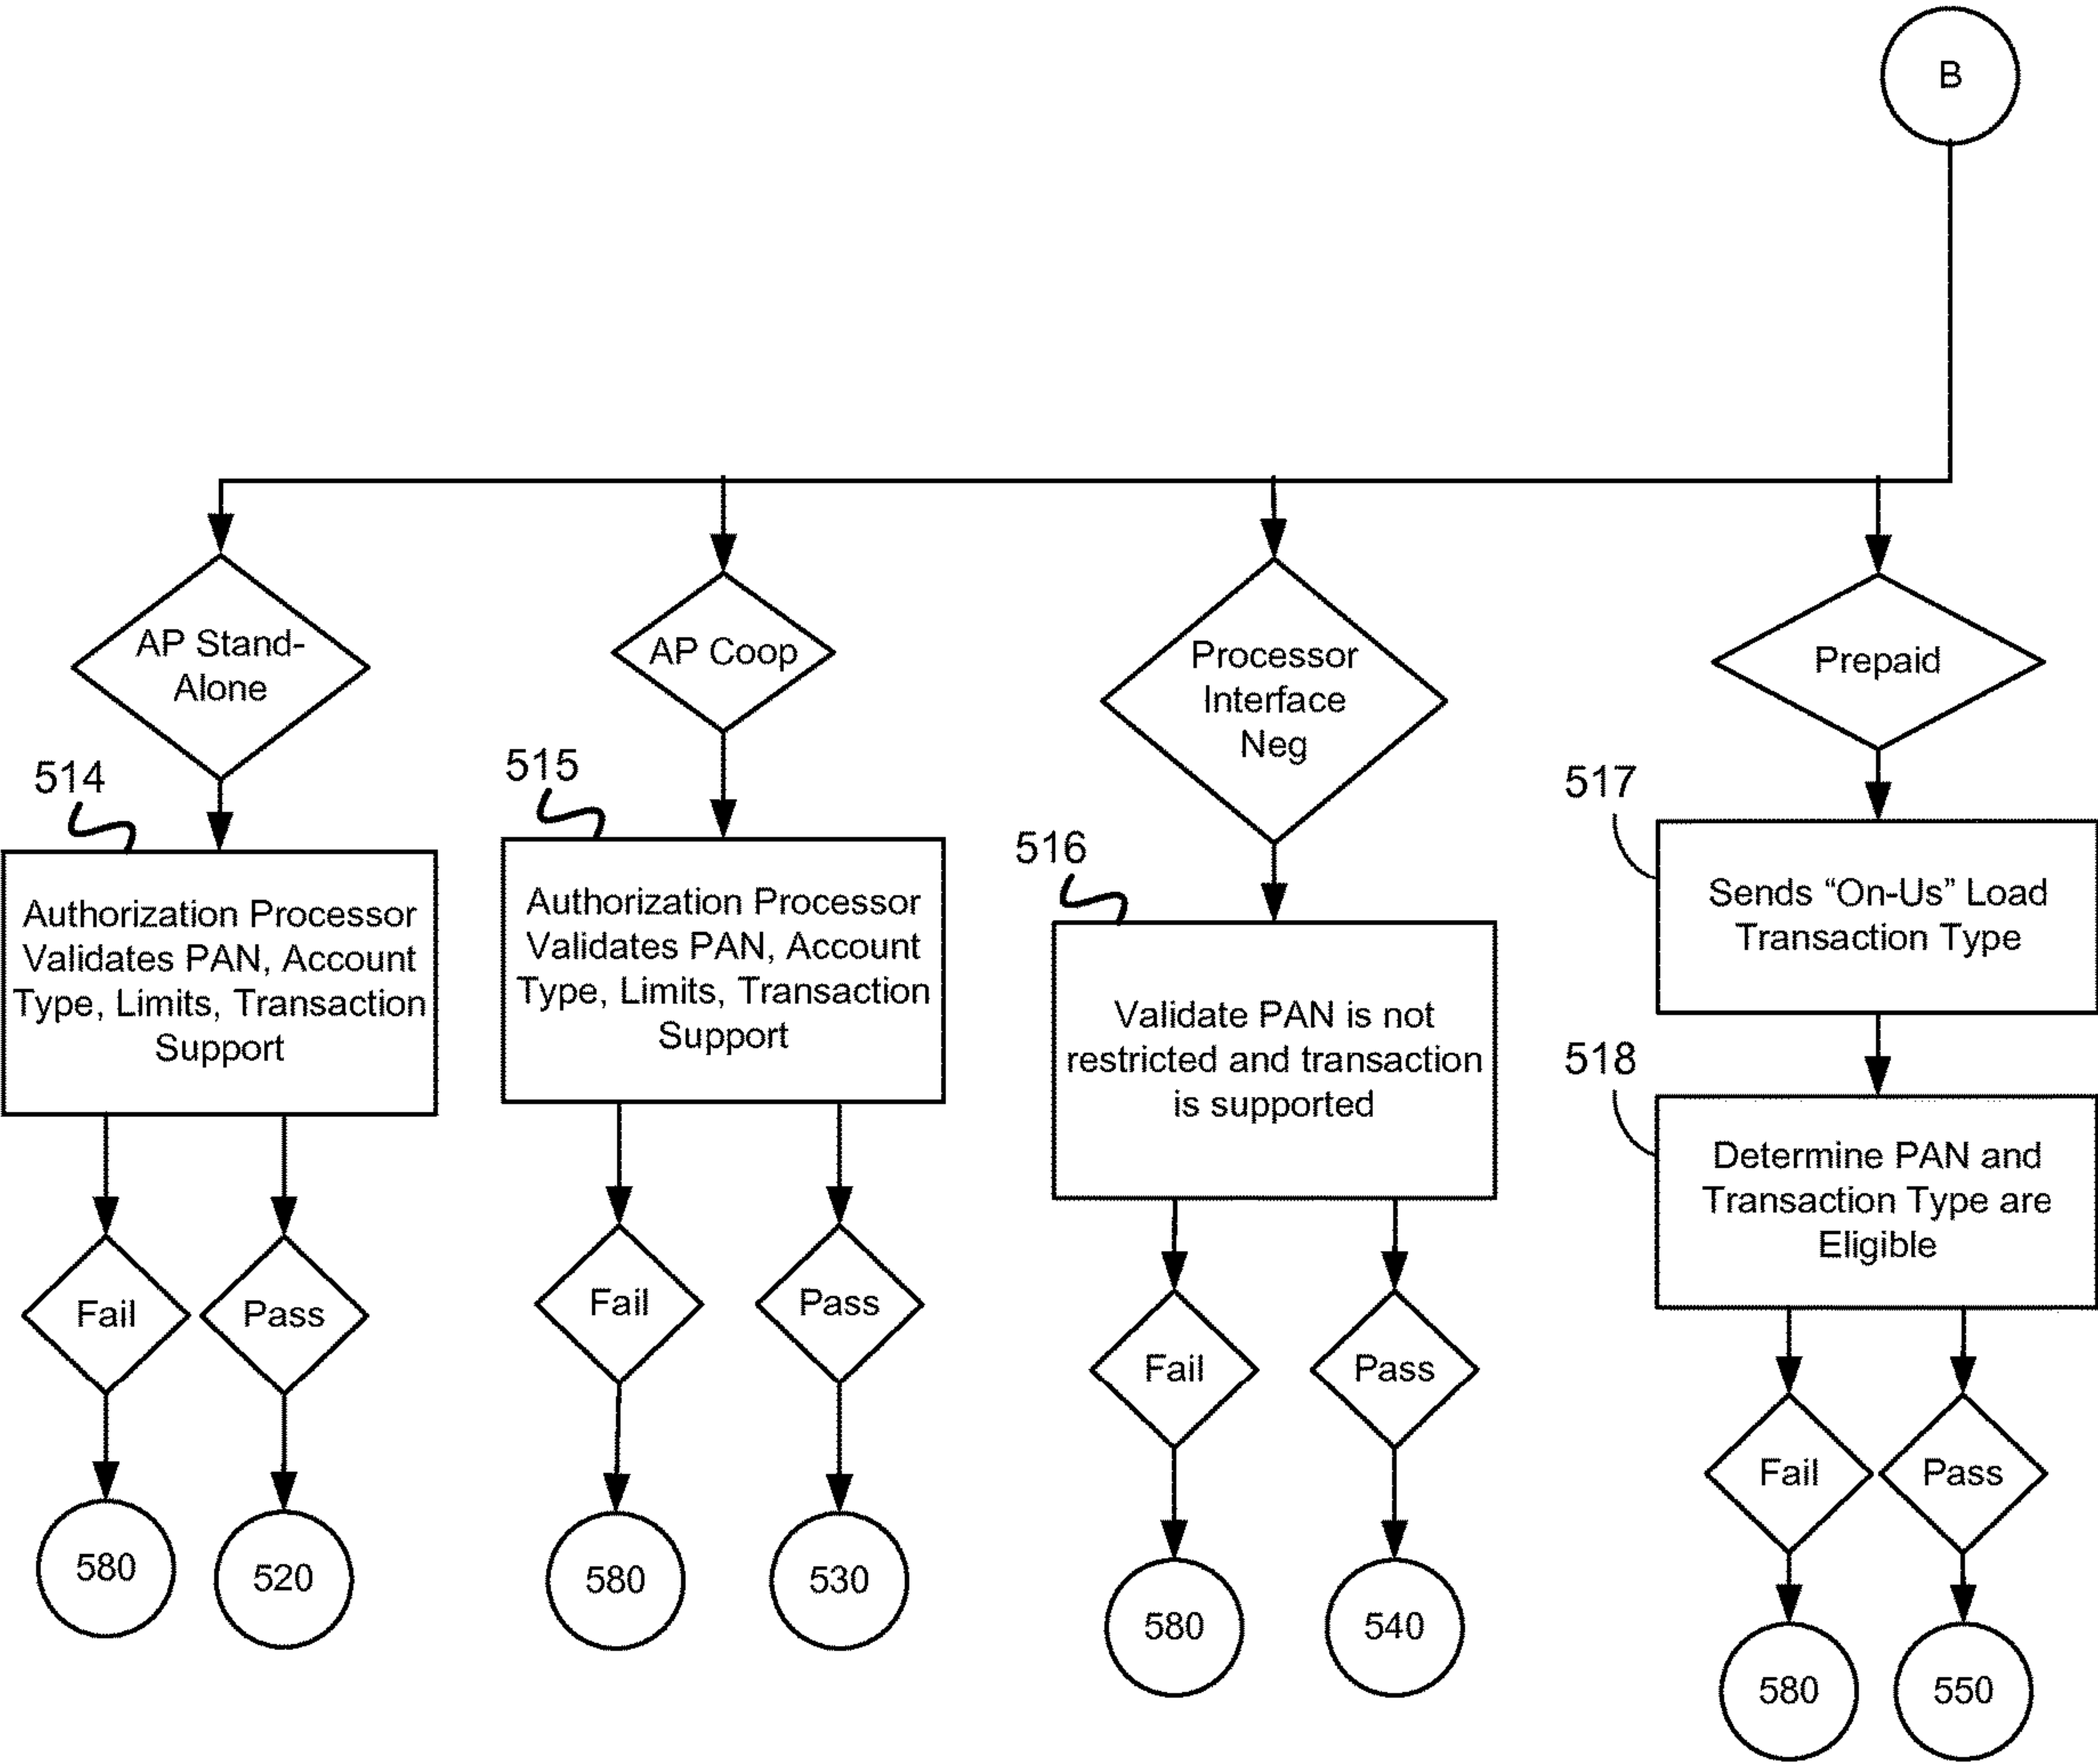 B
AP Stand-
Alone
AP Coop
Processor
Interface
Neg
Prepaid
514
515
516
517
518
Authorization Processor
Validates PAN, Account
Type, Limits, Transaction
Support
Authorization Processor
Validates PAN, Account
Type, Limits, Transaction
Support
Validate PAN is not
restricted and transaction
is supported
Sends “On-Us” Load
Transaction Type
Determine PAN and
Transaction Type are
Eligible
Fail
Pass
Fail
Pass
Fail
Pass
Fail
Pass
580
520
580
530
580
540
580
550